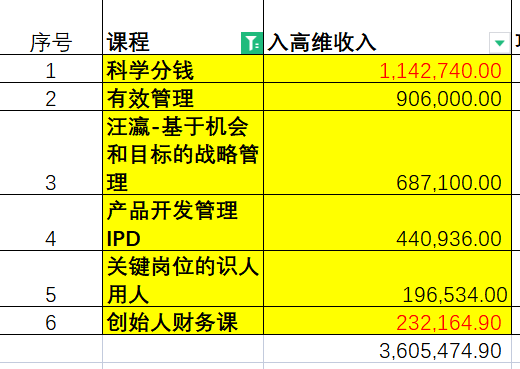 序号 课程 入高维收入
1 科学分钱 1,142,740.00
2 有效管理 906,000.00
汪瀛-基于机会
和目标的战略管
3 理 687,100.00
产品开发管理
4 IPD 440,936.00
关键岗位的识人
5 用人 196,534.00
6 创始人财务课 232,164.90
3,605,474.90